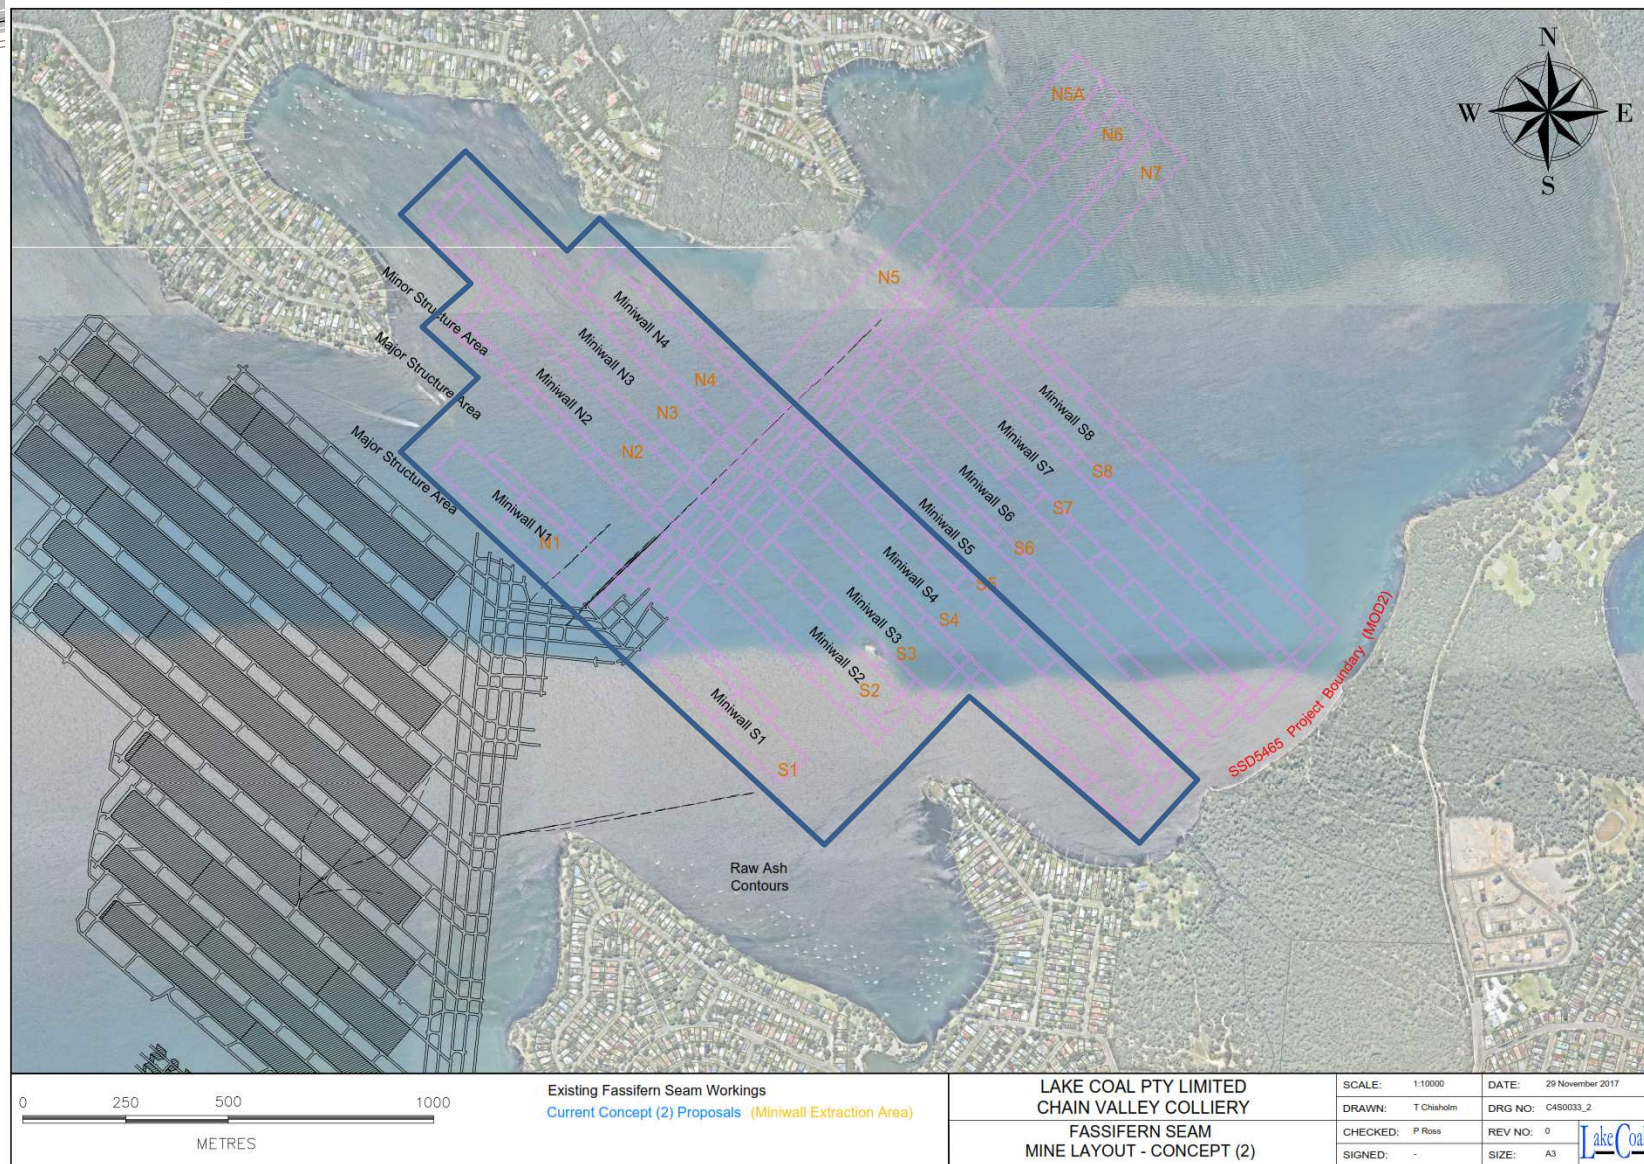 N
W
E
S
N5A
N6
N7
N5
Minor Structure Area
Major Structure Area
Major Structure Area
Miniwall N4
Miniwall N3
Miniwall N2
Miniwall N1
N4
N3
N2
N1
Miniwall S8
Miniwall S7
Miniwall S6
Miniwall S5
Miniwall S4
Miniwall S3
Miniwall S2
Miniwall S1
S8
S7
S6
S5
S4
S3
S2
S1
SSD5465 Project Boundary (MOD2)
Raw Ash
Contours
0 250 500 1000
METRES
Existing Fassifern Seam Workings
Current Concept (2) Proposals (Miniwall Extraction Area)
LAKE COAL PTY LIMITED
CHAIN VALLEY COLLIERY
FASSIFERN SEAM
MINE LAYOUT - CONCEPT (2)
SCALE: 1:10000
DATE: 29 November 2017
DRAWN: T Chisholm
DRG NO: C4S0033_2
CHECKED: P Ross
REV NO: 0
SIGNED: -
SIZE: A3
LakeCoal